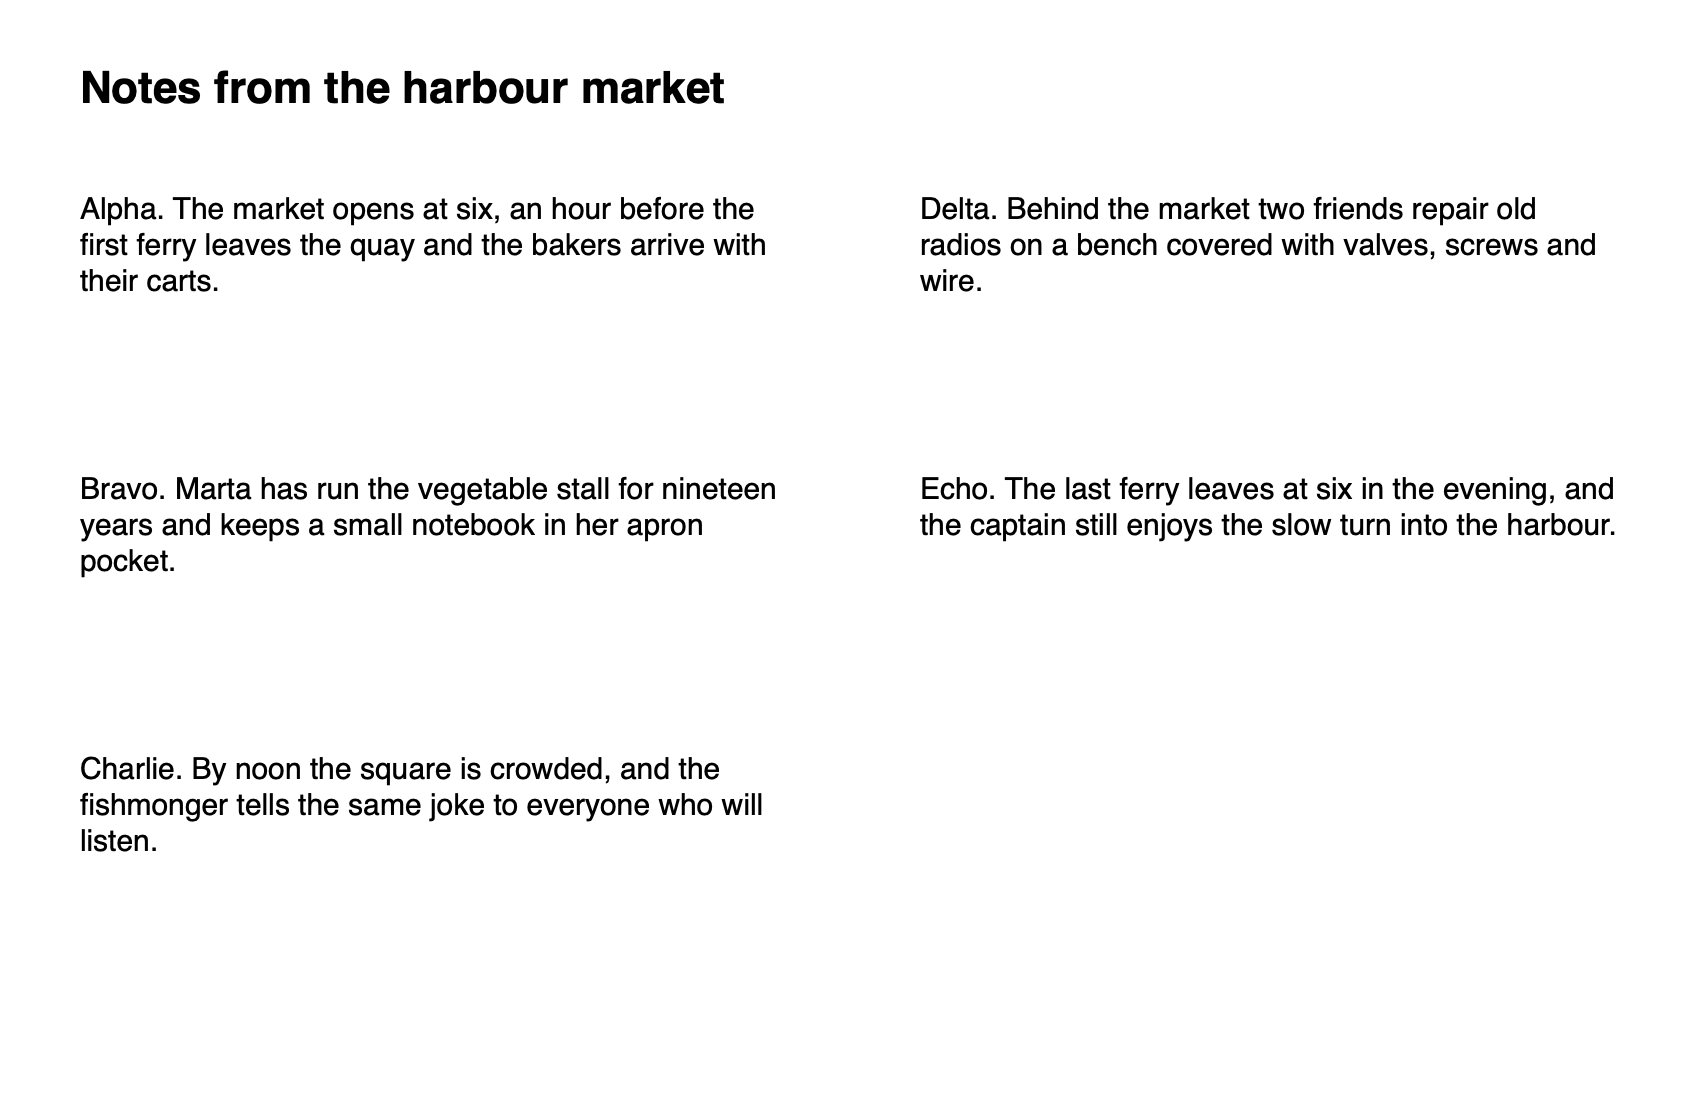 Notes from the harbour market
Alpha. The market opens at six, an hour before the
first ferry leaves the quay and the bakers arrive with
their carts.
Bravo. Marta has run the vegetable stall for nineteen
years and keeps a small notebook in her apron
pocket.
Charlie. By noon the square is crowded, and the
fishmonger tells the same joke to everyone who will
listen.
Delta. Behind the market two friends repair old
radios on a bench covered with valves, screws and
wire.
Echo. The last ferry leaves at six in the evening, and
the captain still enjoys the slow turn into the harbour.